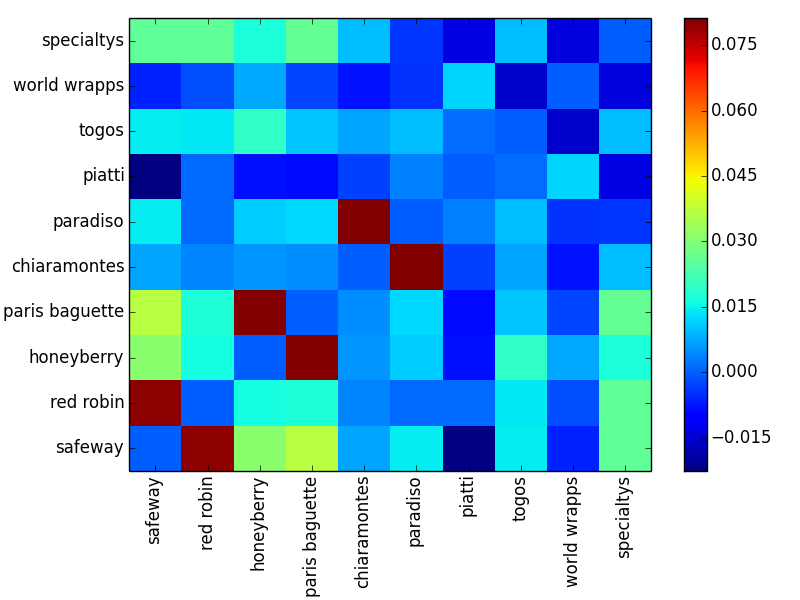 specialtys
world wrapps
togos
piatti
paradiso
chiaramontes
paris baguette
honeyberry
red robin
safeway
safeway
red robin
honeyberry
paris baguette
chiaramontes
paradiso
piatti
togos
world wrapps
specialtys
0.075
0.060
0.045
0.030
0.015
0.000
−0.015